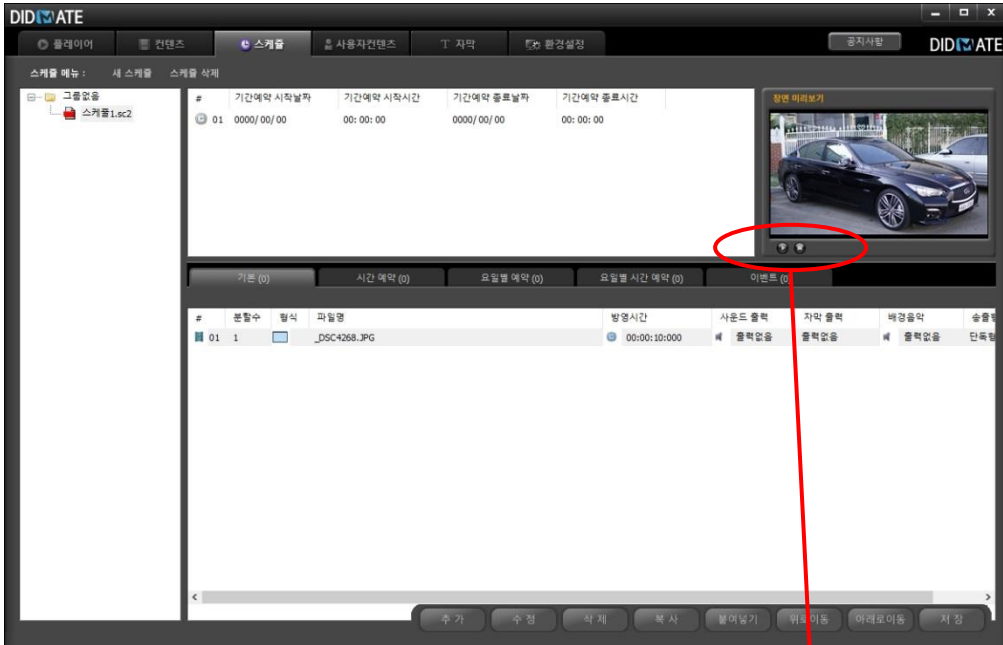 DIDMATE
플레이어 컨텐츠 스케줄 사용자컨텐츠 T 자막 환경설정 공지사항 DIDMATE
스케줄 메뉴 : 새 스케줄 스케줄 삭제
그룹없음
스케줄1.sc2
# 기간예약 시작날짜 기간예약 시작시간 기간예약 종료날짜 기간예약 종료시간
01 0000/00/00 00:00:00 0000/00/00 00:00:00
장면 미리보기
기본 (0) 시간 예약 (0) 요일별 예약 (0) 요일별 시간 예약 (0) 이벤트 (0)
# 분할수 형식 파일명 방영시간 사운드 출력 자막 출력 배경음악 송출형
01 1 _DSC4268.JPG 00:00:10:000 출력없음 출력없음 출력없음 단독형
추 가 수 정 삭 제 복 사 붙여넣기 위로이동 아래로이동 저 장